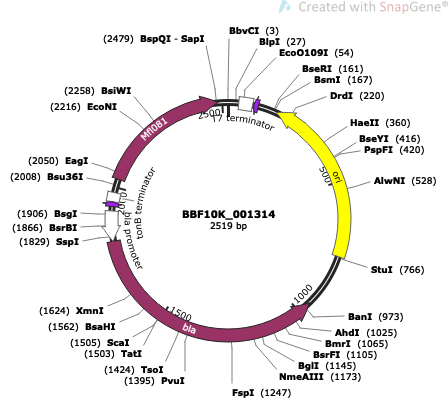 Created with SnapGene®
(2479) BspQI - SapI
BbvCI (3)
BlpI (27)
EcoO109I (54)
BseRI (161)
BsmI (167)
DrdI (220)
HaeII (360)
BseYI (416)
PspFI (420)
AlwNI (528)
StuI (766)
BanI (973)
AhdI (1025)
BmrI (1065)
BsrFI (1105)
BglI (1145)
NmeAIII (1173)
FspI (1247)
(1395) PvuI
(1424) TsoI
(1503) TatI
(1505) ScaI
(1562) BsaHI
(1624) XmnI
(1829) SspI
(1866) BsrBI
(1906) BsgI
(2008) Bsu36I
(2050) EagI
(2216) EcoNI
(2258) BsiWI
2500
T7 terminator
ori
500
1000
bla
1500
bla promoter
tonB terminator
Mfl081
BBF10K_001314
2519 bp